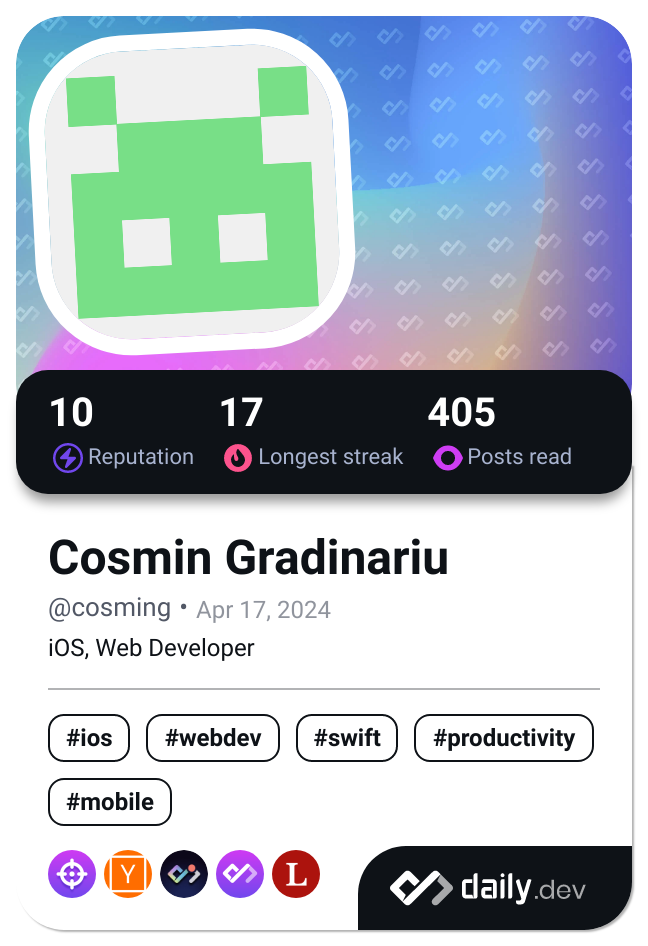 10 17 405
Reputation Longest streak Posts read
Cosmin Gradinariu
@cosming • Apr 17, 2024
iOS, Web Developer
#ios #webdev #swift #productivity
#mobile
Y L daily.dev